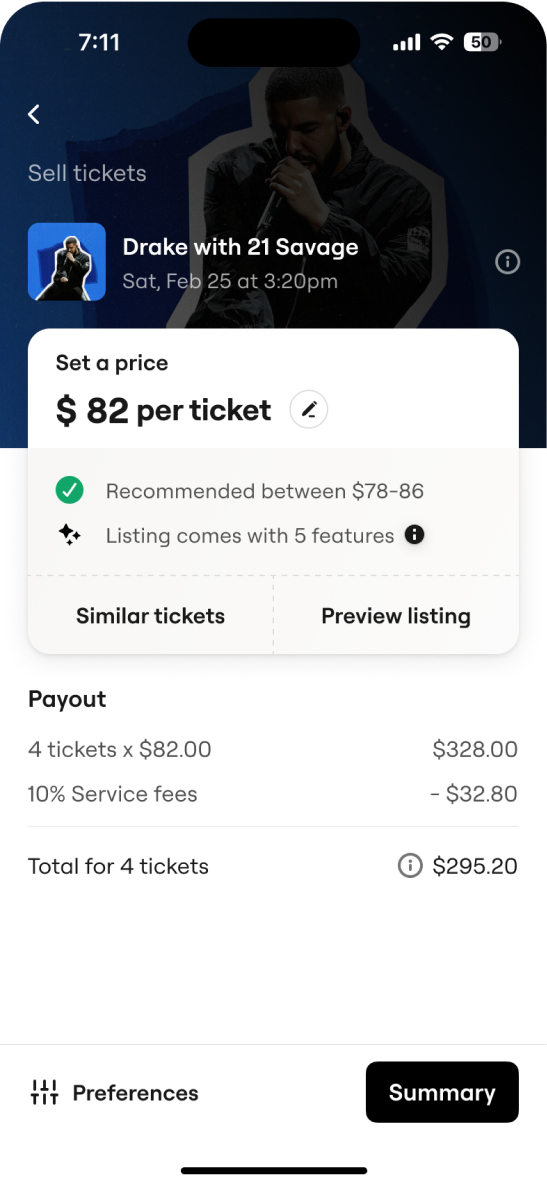 7:11
50
Sell tickets
Drake with 21 Savage
Sat, Feb 25 at 3:20pm
Set a price
$ 82 per ticket
Recommended between $78-86
Listing comes with 5 features
Similar tickets
Preview listing
Payout
4 tickets x $82.00 $328.00
10% Service fees - $32.80
Total for 4 tickets $295.20
Preferences
Summary